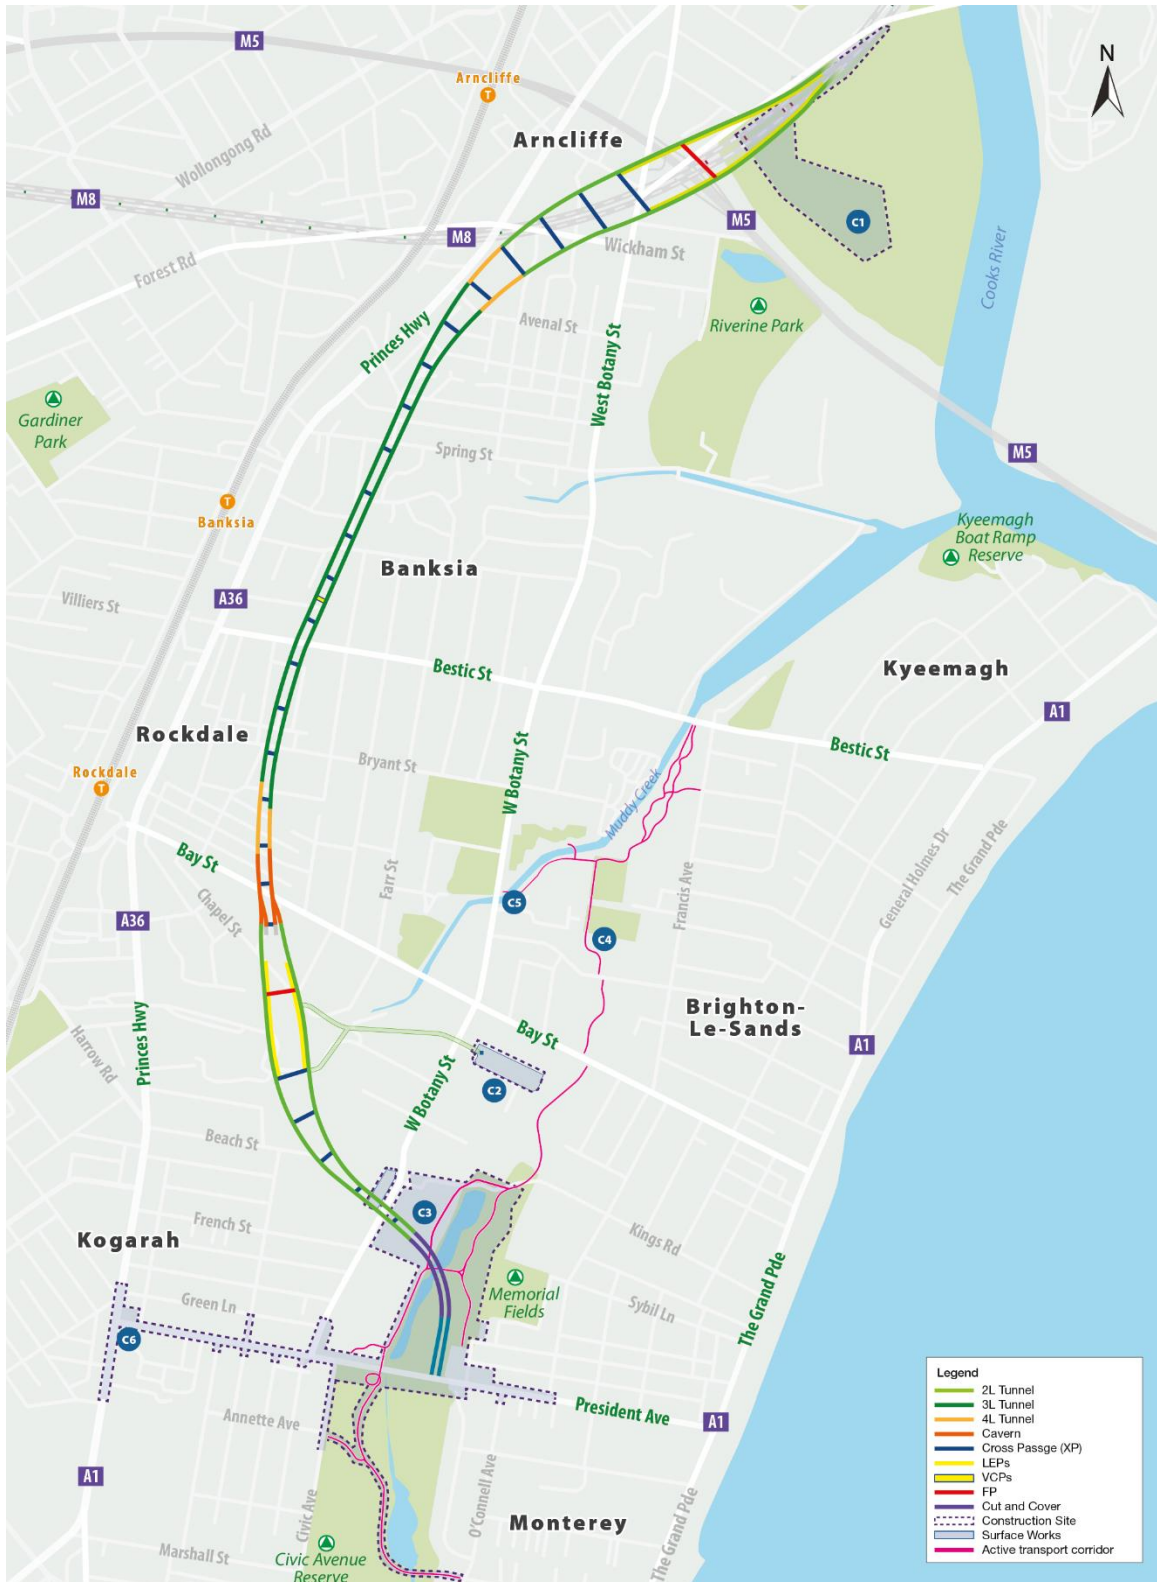 M5
N
Arncliffe
T
Arncliffe
Wollongong Rd
M8
C1
M5
M8
Wickham St
Forest Rd
Cooks River
Riverine Park
Avenal St
Princes Hwy
West Botany St
Gardiner
Park
Spring St
M5
T
Banksia
Kyeemagh
Boat Ramp
Reserve
Banksia
A36
Villiers St
Bestic St
Kyeemagh
A1
Rockdale
Bestic St
Rockdale
T
Bryant St
W Botany St
Muddy Creek
General Holmes Dr
The Grand Pde
Bay St
Farr St
Francis Ave
Chapel St
C5
A36
C4
Brighton-
Le-Sands
Bay St
A1
Harrow Rd
Princes Hwy
W Botany St
C2
Beach St
C3
French St
Kings Rd
Kogarah
Memorial
Fields
Green Ln
Sybil Ln
The Grand Pde
C6
President Ave
A1
Annette Ave
O'Connell Ave
A1
Civic Ave
Monterey
The Grand Pde
Marshall St
Civic Avenue
Reserve
Legend
2L Tunnel
3L Tunnel
4L Tunnel
Cavern
Cross Passge (XP)
LEPs
VCPs
FP
Cut and Cover
Construction Site
Surface Works
Active transport corridor